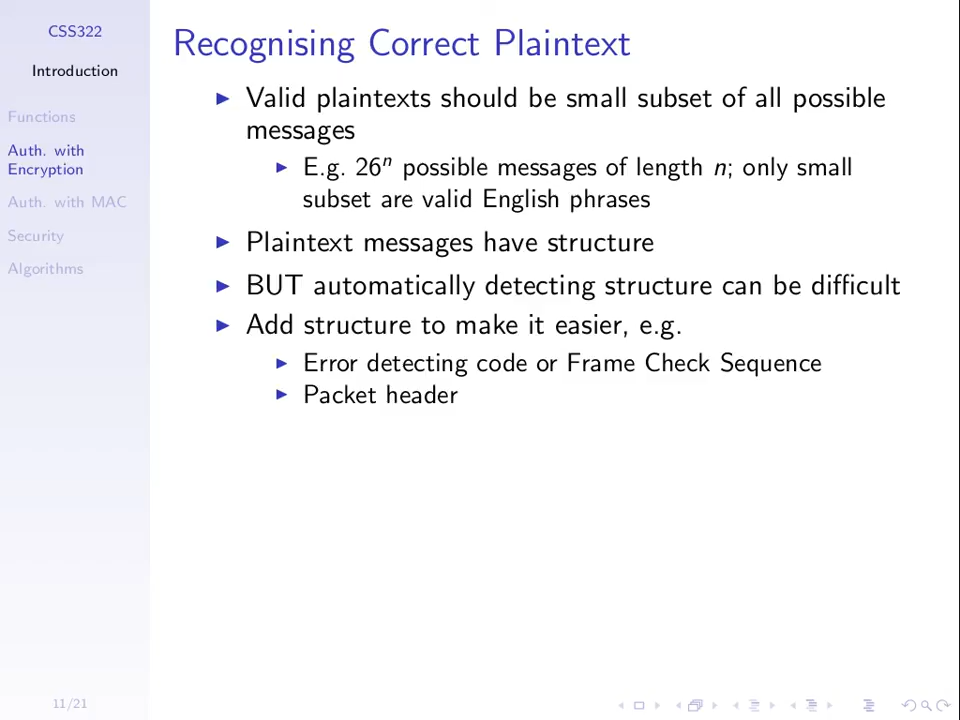 CSS322
Introduction
Functions
Auth. with
Encryption
Auth. with MAC
Security
Algorithms
Recognising Correct Plaintext
Valid plaintexts should be small subset of all possible
messages
E.g. 26ⁿ possible messages of length n; only small
subset are valid English phrases
Plaintext messages have structure
BUT automatically detecting structure can be difficult
Add structure to make it easier, e.g.
Error detecting code or Frame Check Sequence
Packet header
11/21